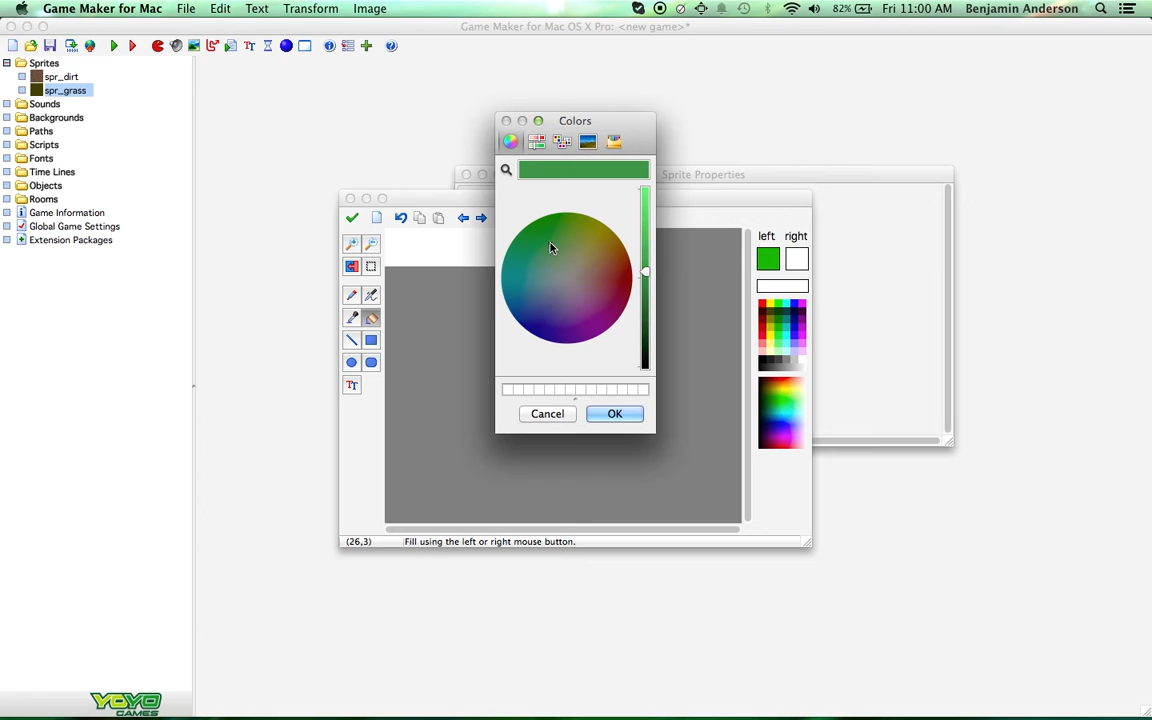 Game Maker for Mac File Edit Text Transform Image 82% Fri 11:00 AM Benjamin Anderson
Game Maker for Mac OS X Pro: <new game>*
Sprites
spr_dirt
spr_grass
Sounds
Backgrounds
Paths
Scripts
Fonts
Time Lines
Objects
Rooms
Game Information
Global Game Settings
Extension Packages
Colors
Sprite Properties
left right
TT
Cancel OK
(26,3) Fill using the left or right mouse button.
YOYO
GAMES